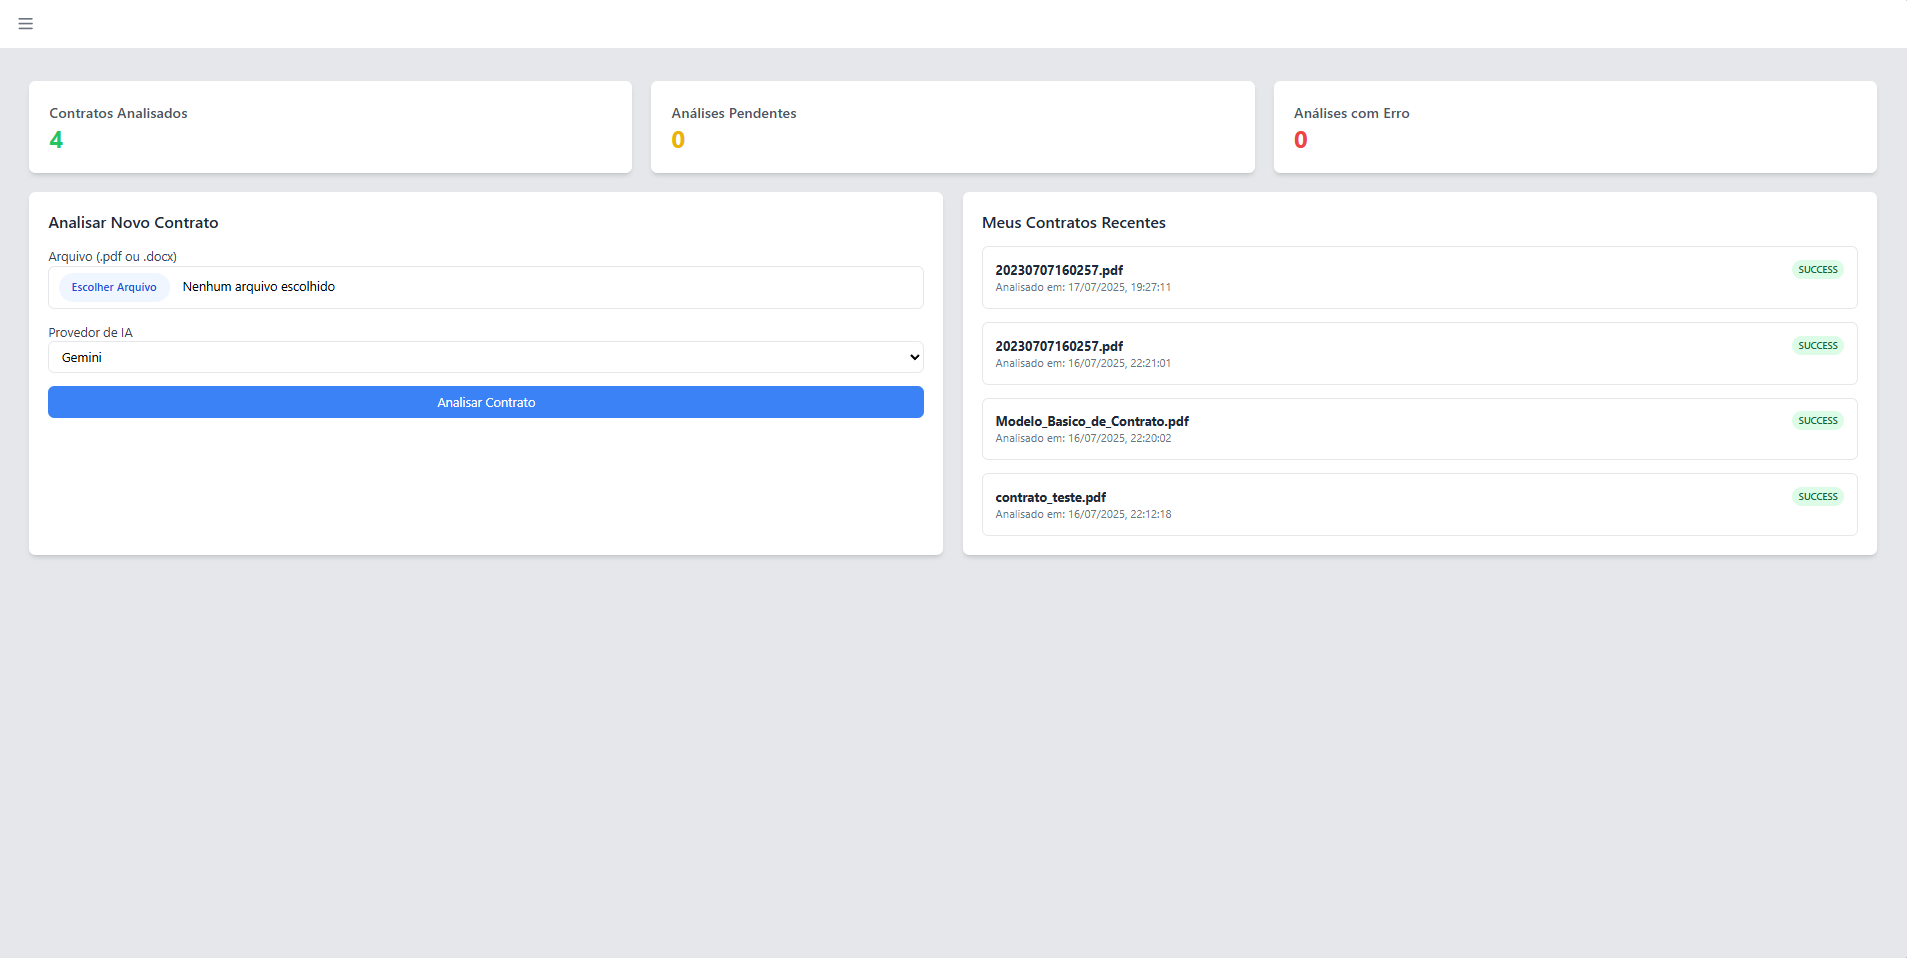 Contratos Analisados
4
Análises Pendentes
0
Análises com Erro
0
Analisar Novo Contrato
Arquivo (.pdf ou .docx)
Escolher Arquivo Nenhum arquivo escolhido
Provedor de IA
Gemini
Analisar Contrato
Meus Contratos Recentes
20230707160257.pdf SUCCESS
Analisado em: 17/07/2025, 19:27:11
20230707160257.pdf SUCCESS
Analisado em: 16/07/2025, 22:21:01
Modelo_Basico_de_Contrato.pdf SUCCESS
Analisado em: 16/07/2025, 22:20:02
contrato_teste.pdf SUCCESS
Analisado em: 16/07/2025, 22:12:18